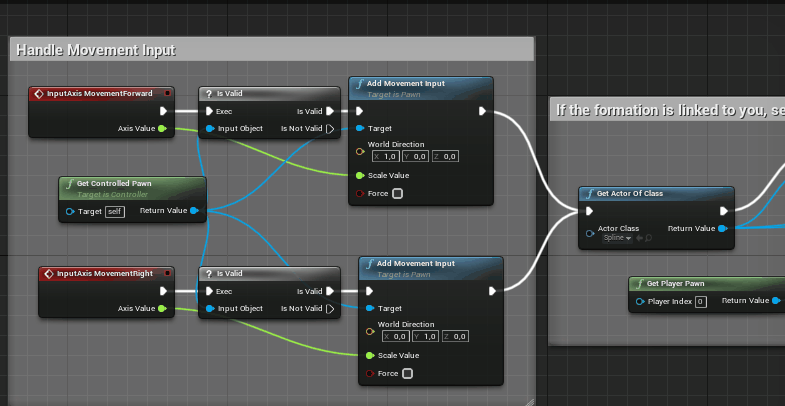 Handle Movement Input
InputAxis MovementForward
Axis Value
? Is Valid
Exec
Is Valid
Input Object
Is Not Valid
f Add Movement Input
Target is Pawn
Target
World Direction
X 1,0 Y 0,0 Z 0,0
Scale Value
Force
f Get Controlled Pawn
Target is Controller
Target self
Return Value
InputAxis MovementRight
Axis Value
? Is Valid
Exec
Is Valid
Input Object
Is Not Valid
f Add Movement Input
Target is Pawn
Target
World Direction
X 0,0 Y 1,0 Z 0,0
Scale Value
Force
If the formation is linked to you, se
f Get Actor Of Class
Actor Class
Spline
Return Value
f Get Player Pawn
Player Index 0
Return Value